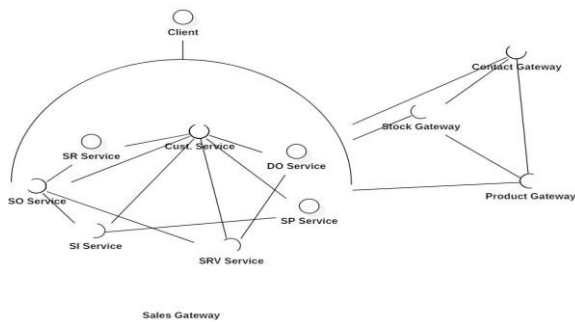 Client
Contact Gateway
Stock Gateway
Cust. Service
SR Service
DO Service
SO Service
Product Gateway
SP Service
SI Service
SRV Service
Sales Gateway